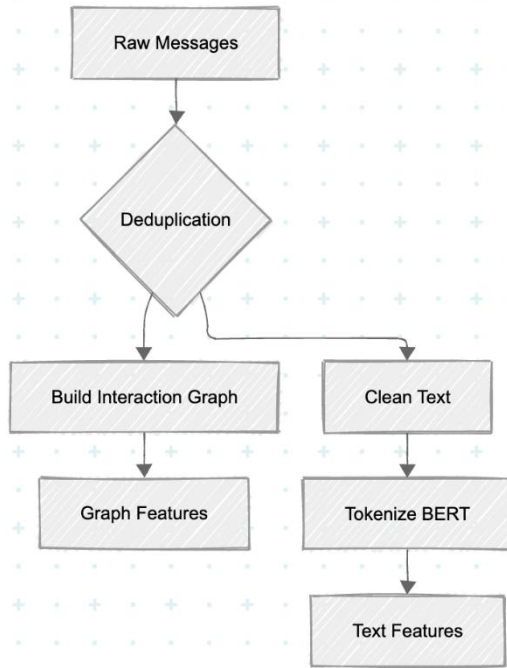 Raw Messages
Deduplication
Build Interaction Graph
Clean Text
Graph Features
Tokenize BERT
Text Features